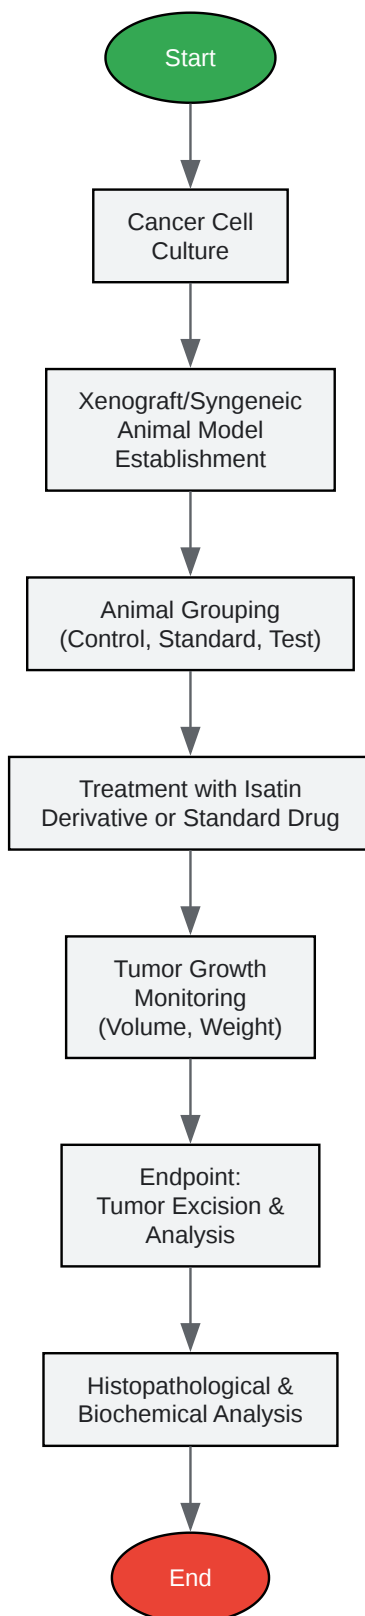 Start
Cancer Cell
Culture
Xenograft/Syngeneic
Animal Model
Establishment
Animal Grouping
(Control, Standard, Test)
Treatment with Isatin
Derivative or Standard Drug
Tumor Growth
Monitoring
(Volume, Weight)
Endpoint:
Tumor Excision &
Analysis
Histopathological &
Biochemical Analysis
End